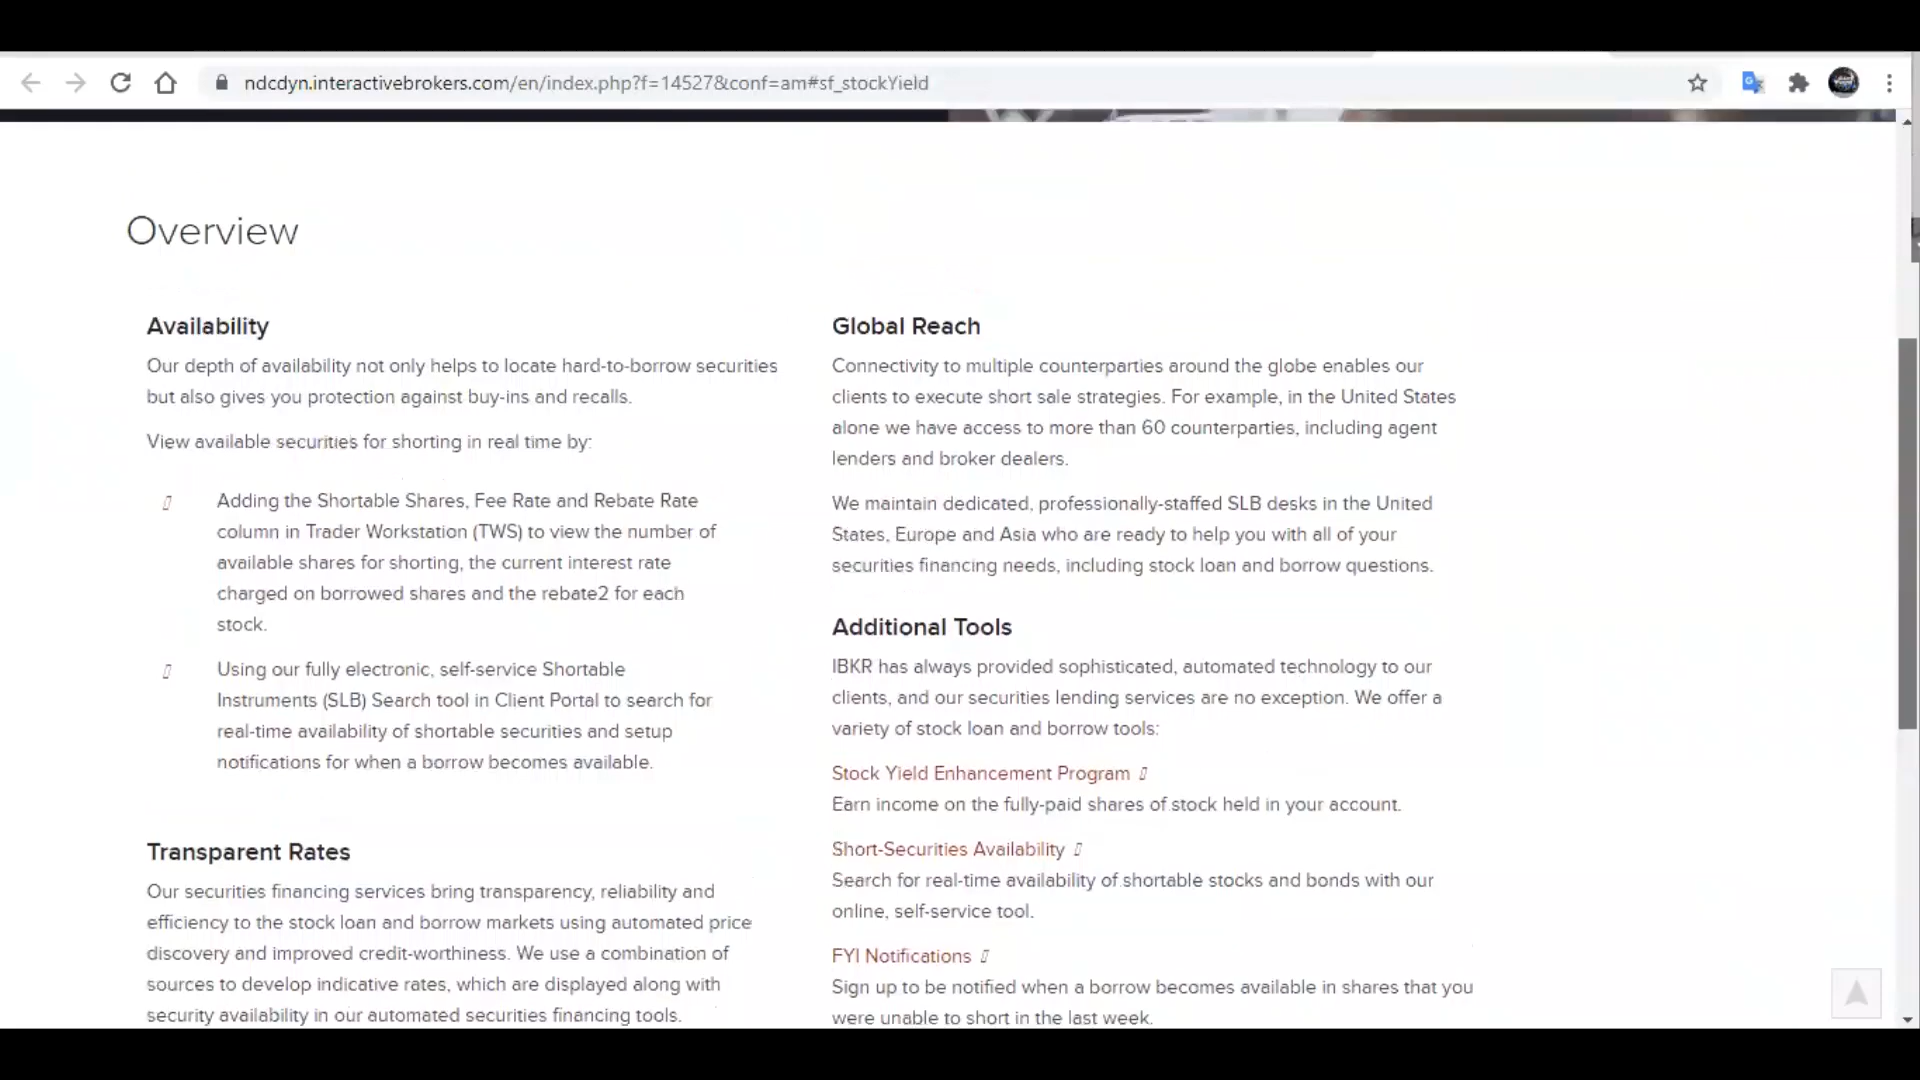 ndcdyn.interactivebrokers.com/en/index.php?f=14527&conf=am#sf_stockYield
Overview
Availability
Our depth of availability not only helps to locate hard-to-borrow securities
but also gives you protection against buy-ins and recalls.
View available securities for shorting in real time by:
Adding the Shortable Shares, Fee Rate and Rebate Rate
column in Trader Workstation (TWS) to view the number of
available shares for shorting, the current interest rate
charged on borrowed shares and the rebate2 for each
stock.
Using our fully electronic, self-service Shortable
Instruments (SLB) Search tool in Client Portal to search for
real-time availability of shortable securities and setup
notifications for when a borrow becomes available.
Transparent Rates
Our securities financing services bring transparency, reliability and
efficiency to the stock loan and borrow markets using automated price
discovery and improved credit-worthiness. We use a combination of
sources to develop indicative rates, which are displayed along with
security availability in our automated securities financing tools.
Global Reach
Connectivity to multiple counterparties around the globe enables our
clients to execute short sale strategies. For example, in the United States
alone we have access to more than 60 counterparties, including agent
lenders and broker dealers.
We maintain dedicated, professionally-staffed SLB desks in the United
States, Europe and Asia who are ready to help you with all of your
securities financing needs, including stock loan and borrow questions.
Additional Tools
IBKR has always provided sophisticated, automated technology to our
clients, and our securities lending services are no exception. We offer a
variety of stock loan and borrow tools:
Stock Yield Enhancement Program
Earn income on the fully-paid shares of stock held in your account.
Short-Securities Availability
Search for real-time availability of shortable stocks and bonds with our
online, self-service tool.
FYI Notifications
Sign up to be notified when a borrow becomes available in shares that you
were unable to short in the last week.